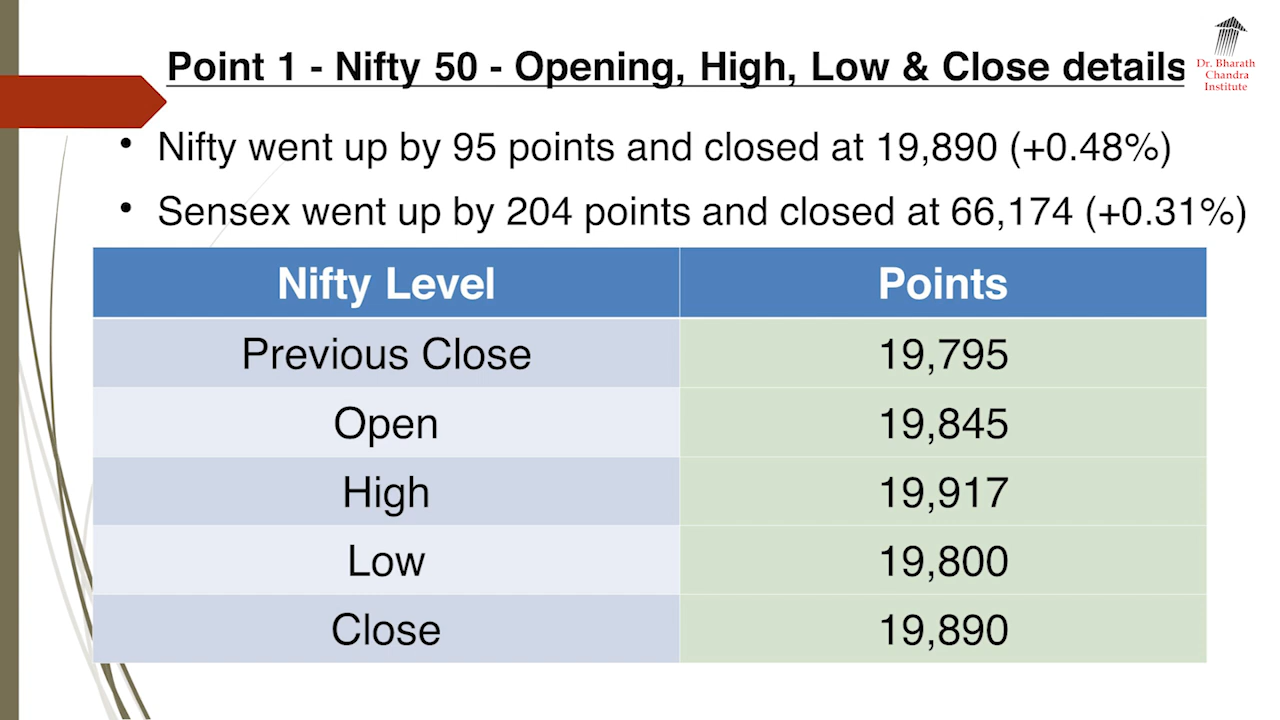 Point 1 - Nifty 50 - Opening, High, Low & Close details
Dr. Bharath
Chandra
Institute
• Nifty went up by 95 points and closed at 19,890 (+0.48%)
• Sensex went up by 204 points and closed at 66,174 (+0.31%)
Nifty Level Points
Previous Close 19,795
Open 19,845
High 19,917
Low 19,800
Close 19,890